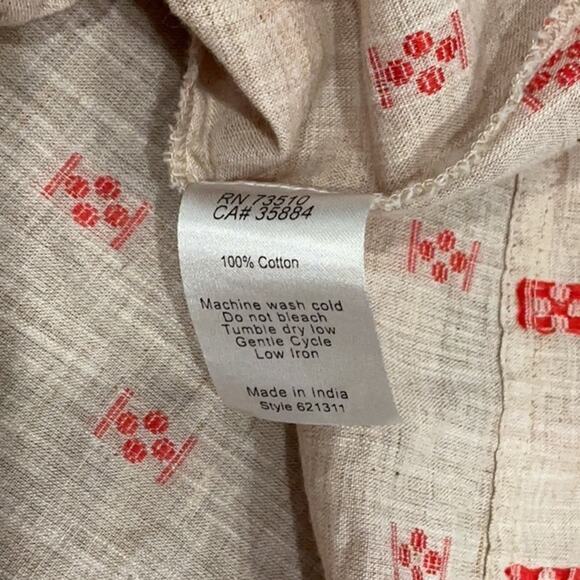 RN 73510
CA# 35884
100% Cotton
Machine wash cold
Do not bleach
Tumble dry low
Gentle Cycle
Low Iron
Made in India
Style 621311